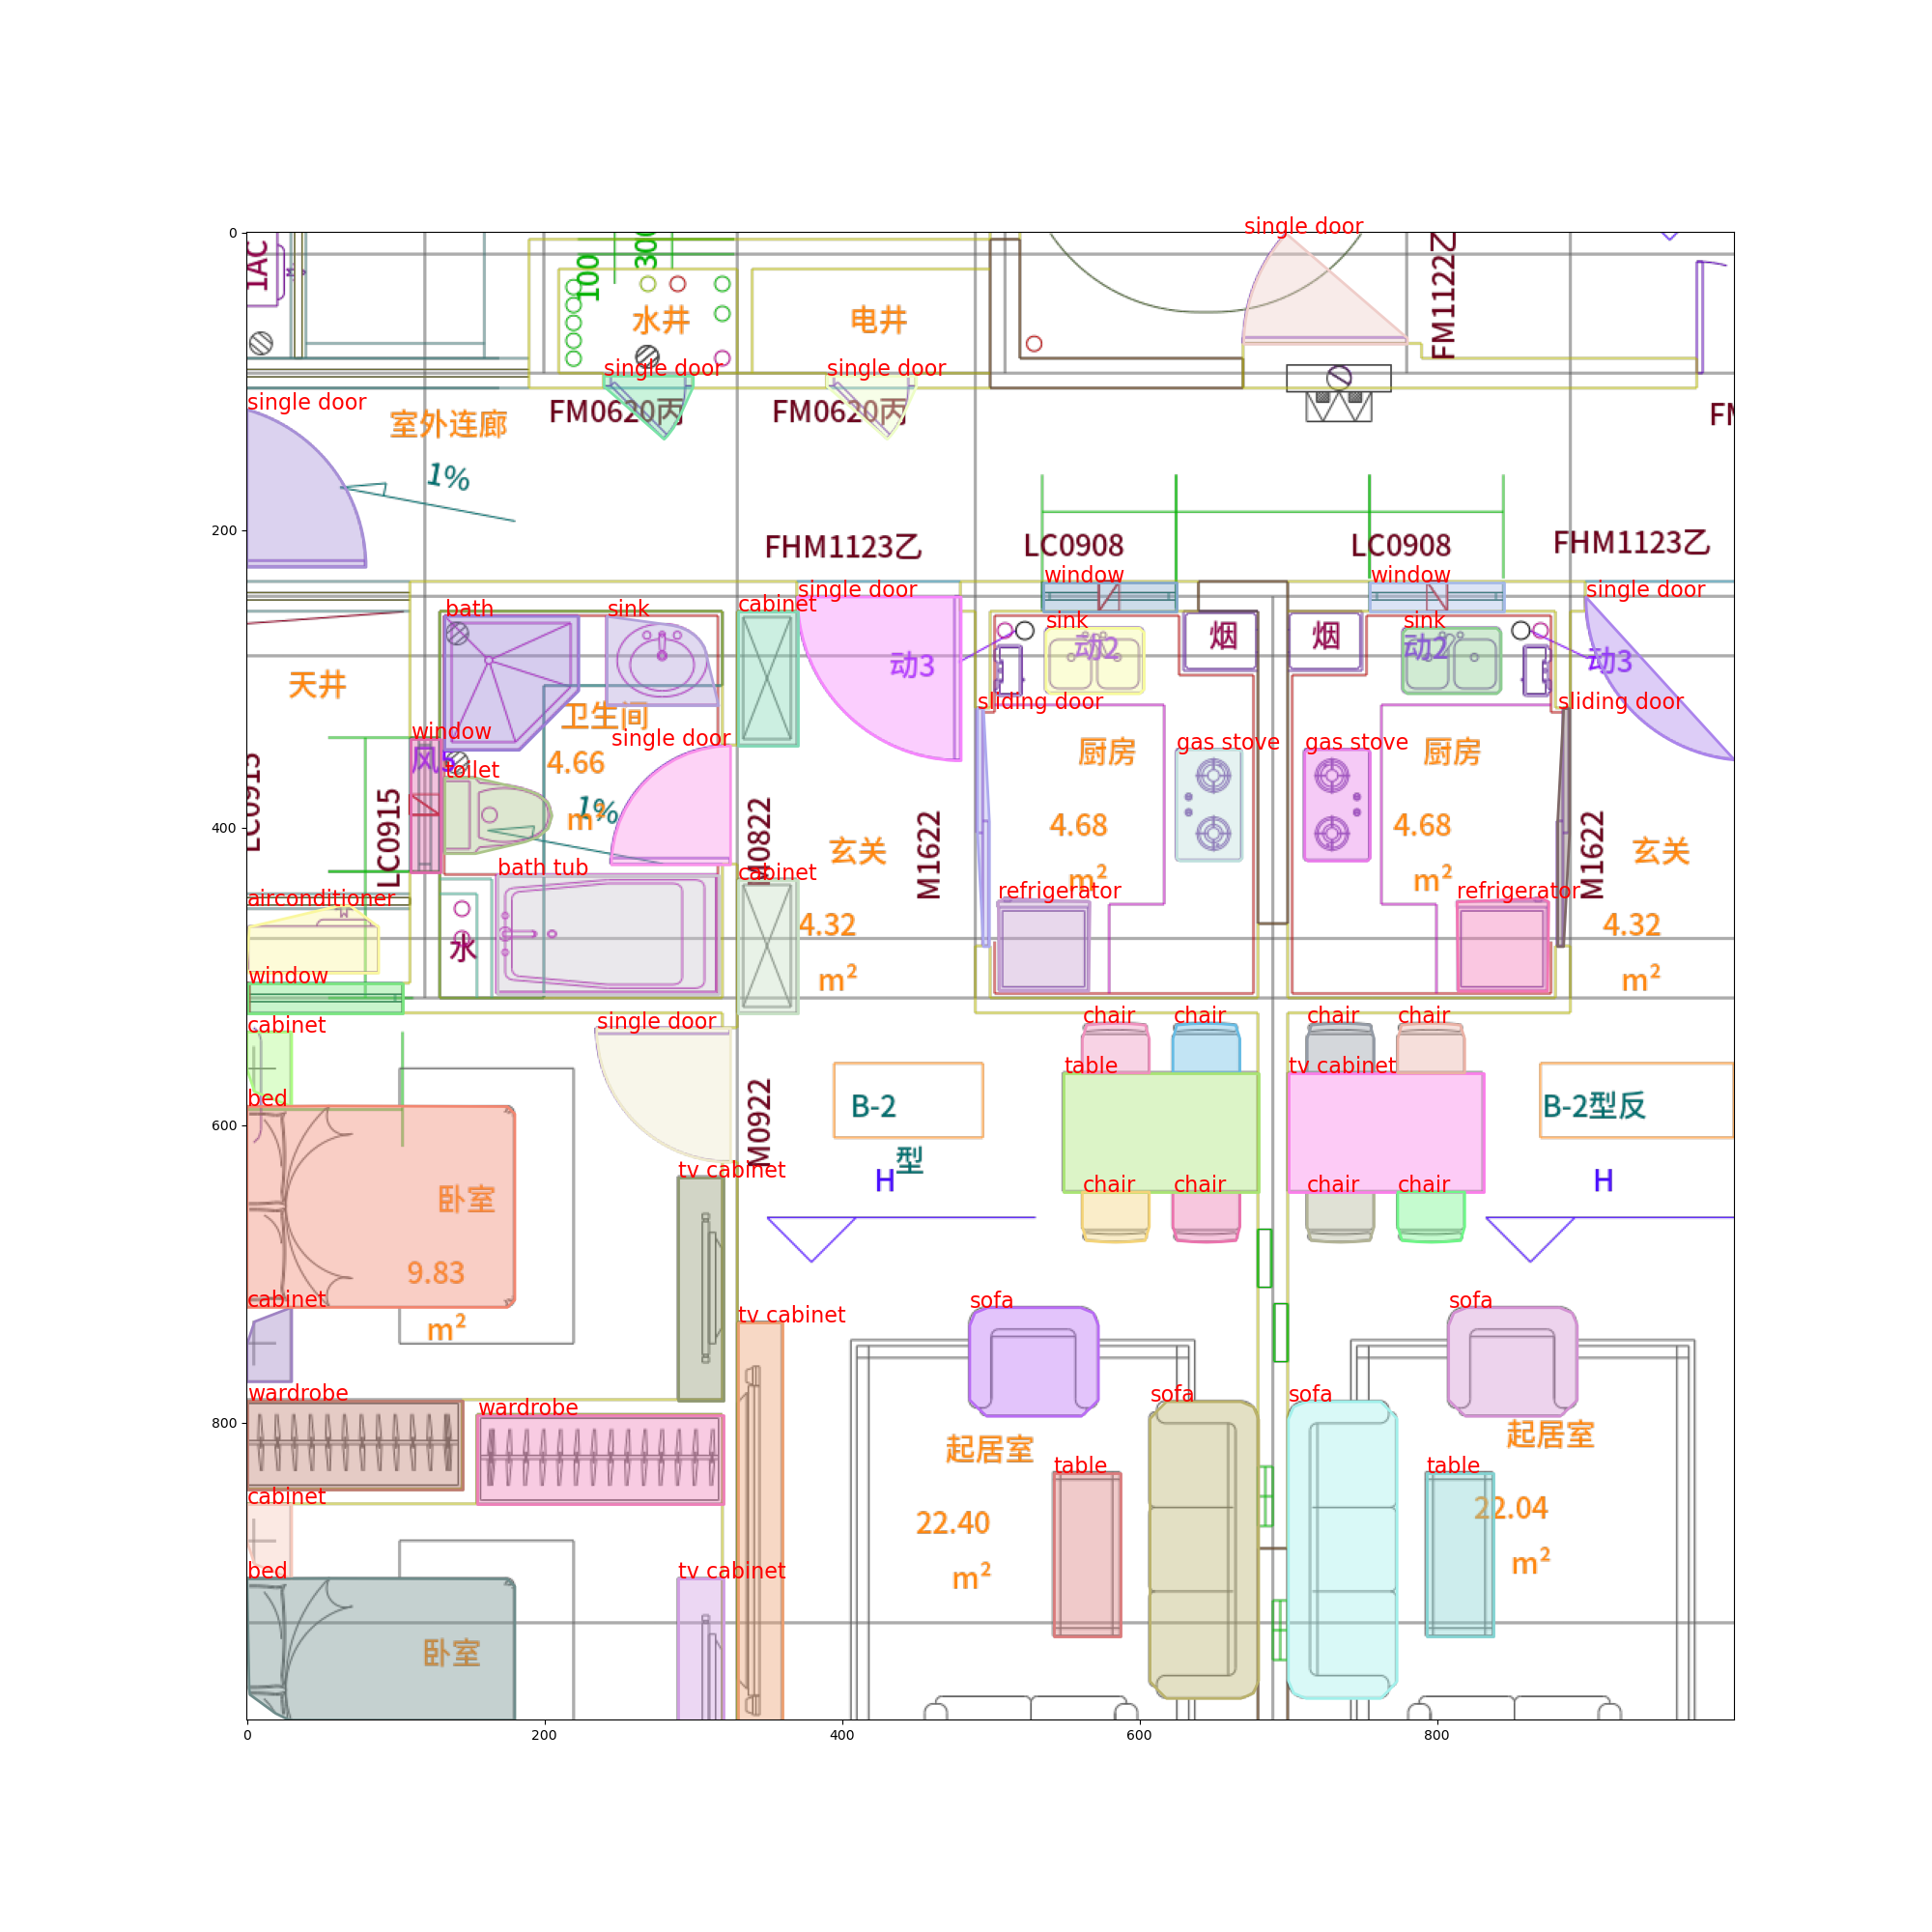 single door
0
1AC
100
FM1122乙
水井
电井
single door
single door
single door
室外连廊
FM0620丙
FM0620丙
1%
200
FHM1123乙
LC0908
LC0908
FHM1123乙
window
window
single door
single door
bath
sink
cabinet
sink
sink
烟
烟
动2
动2
动3
动3
天井
sliding door
sliding door
卫生间
window
single door
gas stove
gas stove
厨房
厨房
风5
4.66
toilet
m²
1%
LC0915
LC0915
400
M0822
玄关
M1622
4.68
m²
4.68
m²
M1622
玄关
bath tub
cabinet
airconditioner
refrigerator
refrigerator
4.32
m²
4.32
m²
水
window
cabinet
single door
chair
chair
chair
chair
table
tv cabinet
bed
600
M0922
B-2
型
B-2型反
H
H
tv cabinet
chair
chair
chair
chair
卧室
9.83
m²
cabinet
tv cabinet
sofa
sofa
wardrobe
wardrobe
sofa
sofa
800
起居室
起居室
table
table
cabinet
22.40
m²
22.04
m²
bed
tv cabinet
卧室
0
200
400
600
800